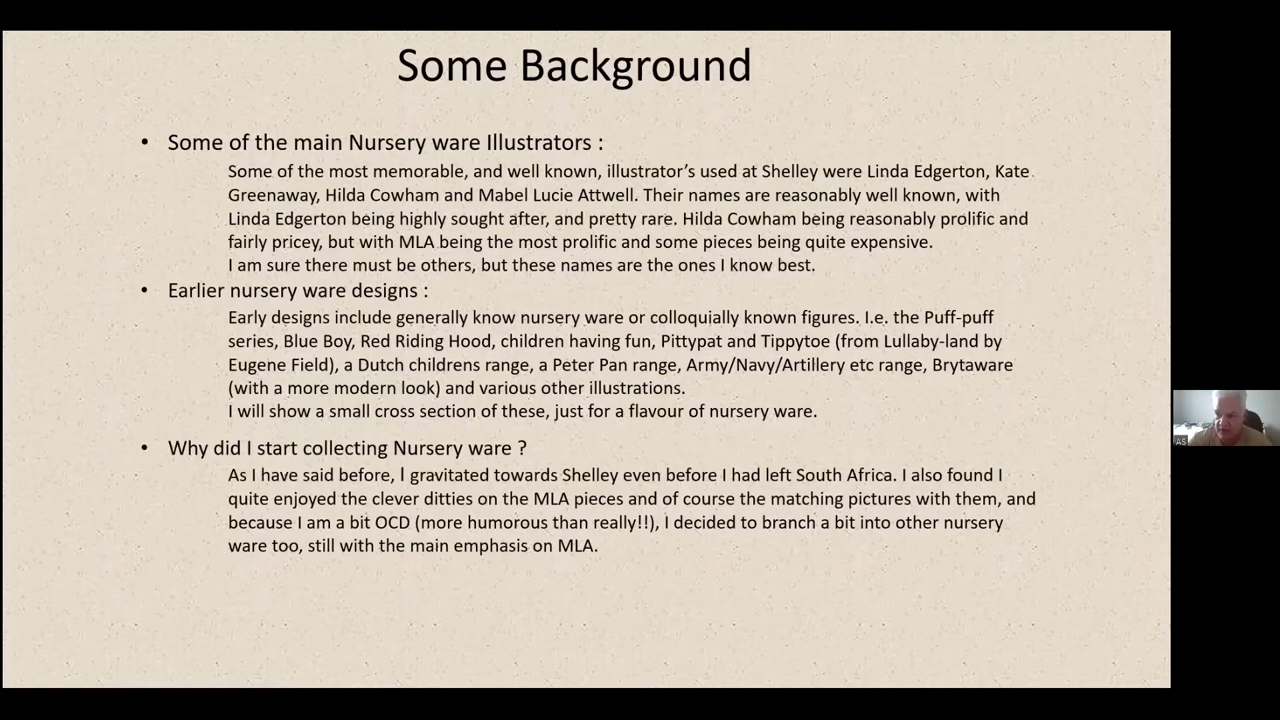 Some Background
• Some of the main Nursery ware Illustrators :
Some of the most memorable, and well known, illustrator's used at Shelley were Linda Edgerton, Kate
Greenaway, Hilda Cowham and Mabel Lucie Attwell. Their names are reasonably well known, with
Linda Edgerton being highly sought after, and pretty rare. Hilda Cowham being reasonably prolific and
fairly pricey, but with MLA being the most prolific and some pieces being quite expensive.
I am sure there must be others, but these names are the ones I know best.
• Earlier nursery ware designs :
Early designs include generally know nursery ware or colloquially known figures. I.e. the Puff-puff
series, Blue Boy, Red Riding Hood, children having fun, Pittypat and Tippytoe (from Lullaby-land by
Eugene Field), a Dutch childrens range, a Peter Pan range, Army/Navy/Artillery etc range, Brytaware
(with a more modern look) and various other illustrations.
I will show a small cross section of these, just for a flavour of nursery ware.
• Why did I start collecting Nursery ware ?
As I have said before, I gravitated towards Shelley even before I had left South Africa. I also found I
quite enjoyed the clever ditties on the MLA pieces and of course the matching pictures with them, and
because I am a bit OCD (more humorous than really!!), I decided to branch a bit into other nursery
ware too, still with the main emphasis on MLA.
AS